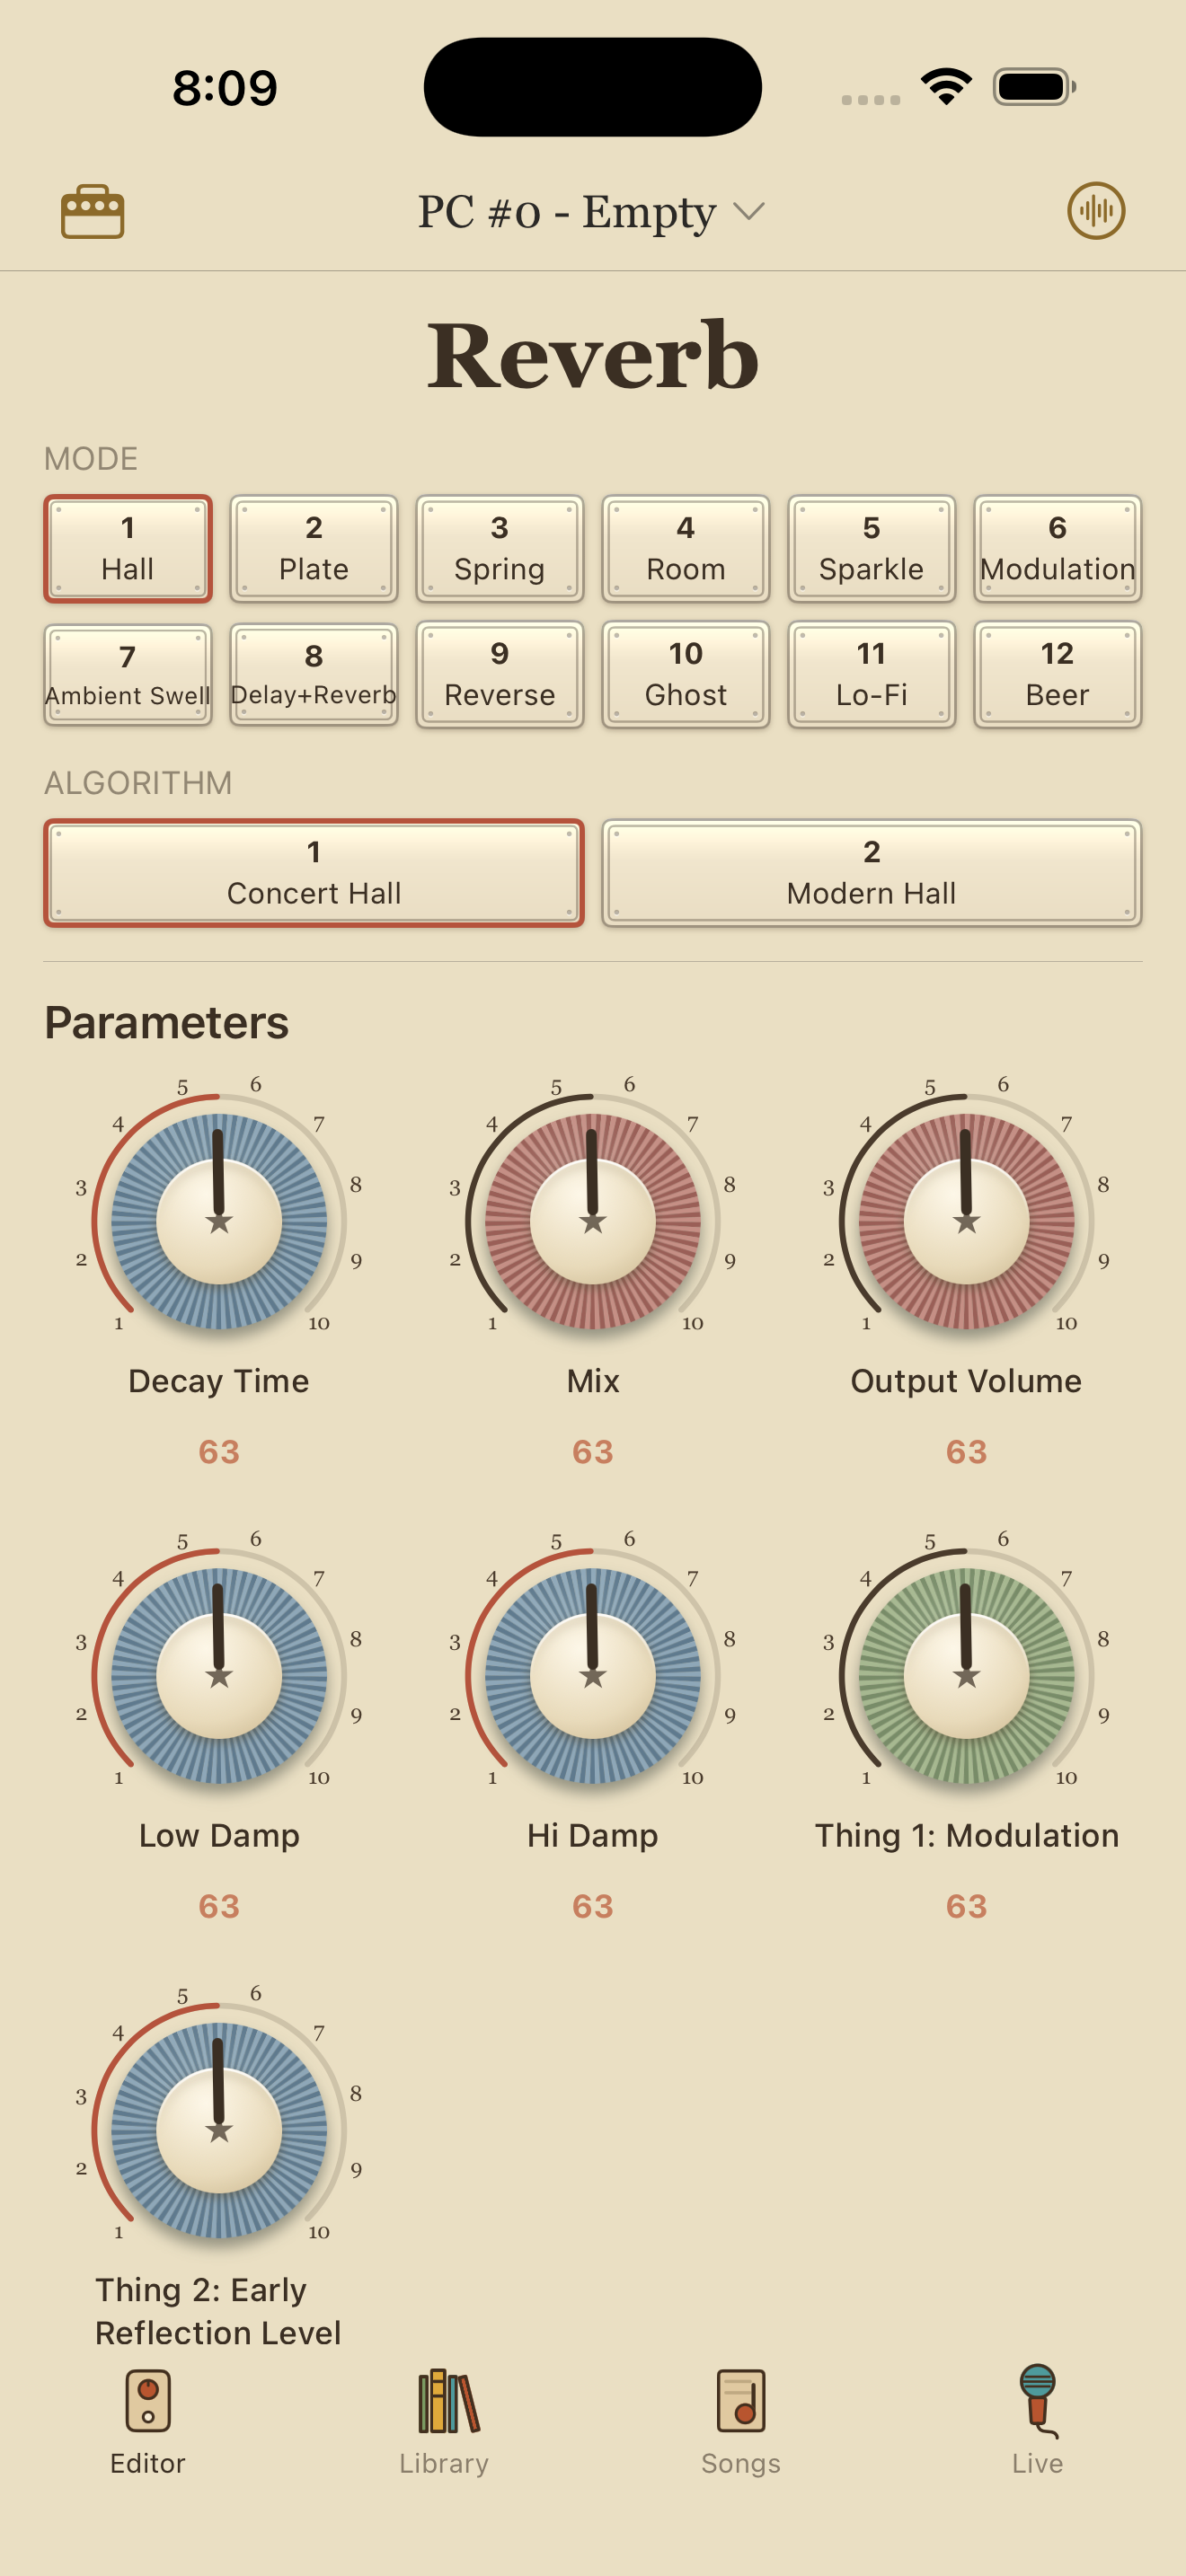 8:09
PC #0 - Empty
Reverb
MODE
1 2 3 4 5 6
Hall Plate Spring Room Sparkle Modulation
7 8 9 10 11 12
Ambient Swell Delay+Reverb Reverse Ghost Lo-Fi Beer
ALGORITHM
1 2
Concert Hall Modern Hall
Parameters
1 2 3 4 5 6 7 8 9 10
1 2 3 4 5 6 7 8 9 10
1 2 3 4 5 6 7 8 9 10
Decay Time Mix Output Volume
63 63 63
1 2 3 4 5 6 7 8 9 10
1 2 3 4 5 6 7 8 9 10
1 2 3 4 5 6 7 8 9 10
Low Damp Hi Damp Thing 1: Modulation
63 63 63
1 2 3 4 5 6 7 8 9 10
Thing 2: Early
Reflection Level
Editor Library Songs Live